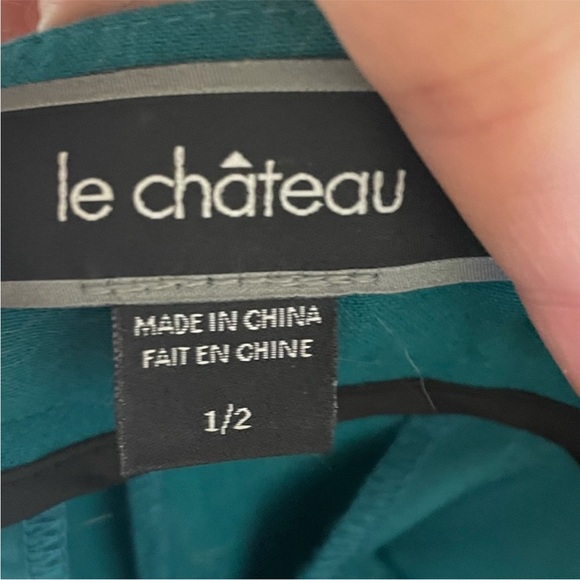 le château
MADE IN CHINA
FAIT EN CHINE
1/2